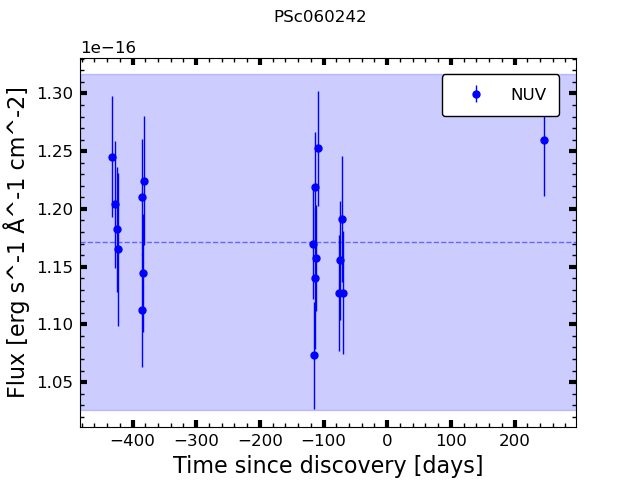 PSc060242
1e−16
NUV
1.30
1.25
1.20
1.15
1.10
1.05
Flux [erg s^-1 Å^-1 cm^-2]
−400 −300 −200 −100 0 100 200
Time since discovery [days]